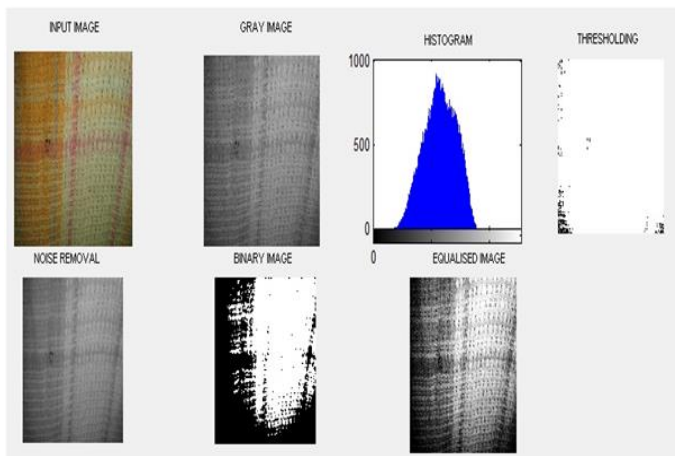 INPUT IMAGE
GRAY IMAGE
HISTOGRAM
THRESHOLDING
1000
500
0
0
NOISE REMOVAL
BINARY IMAGE
EQUALISED IMAGE